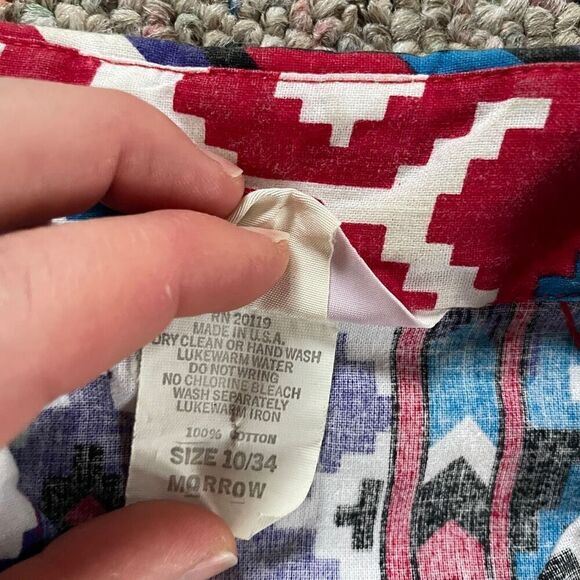 RN 20119
MADE IN U.S.A.
DRY CLEAN OR HAND WASH
LUKEWARM WATER
DO NOT WRING
NO CHLORINE BLEACH
WASH SEPARATELY
LUKEWARM IRON
100% COTTON
SIZE 10/34
MORROW